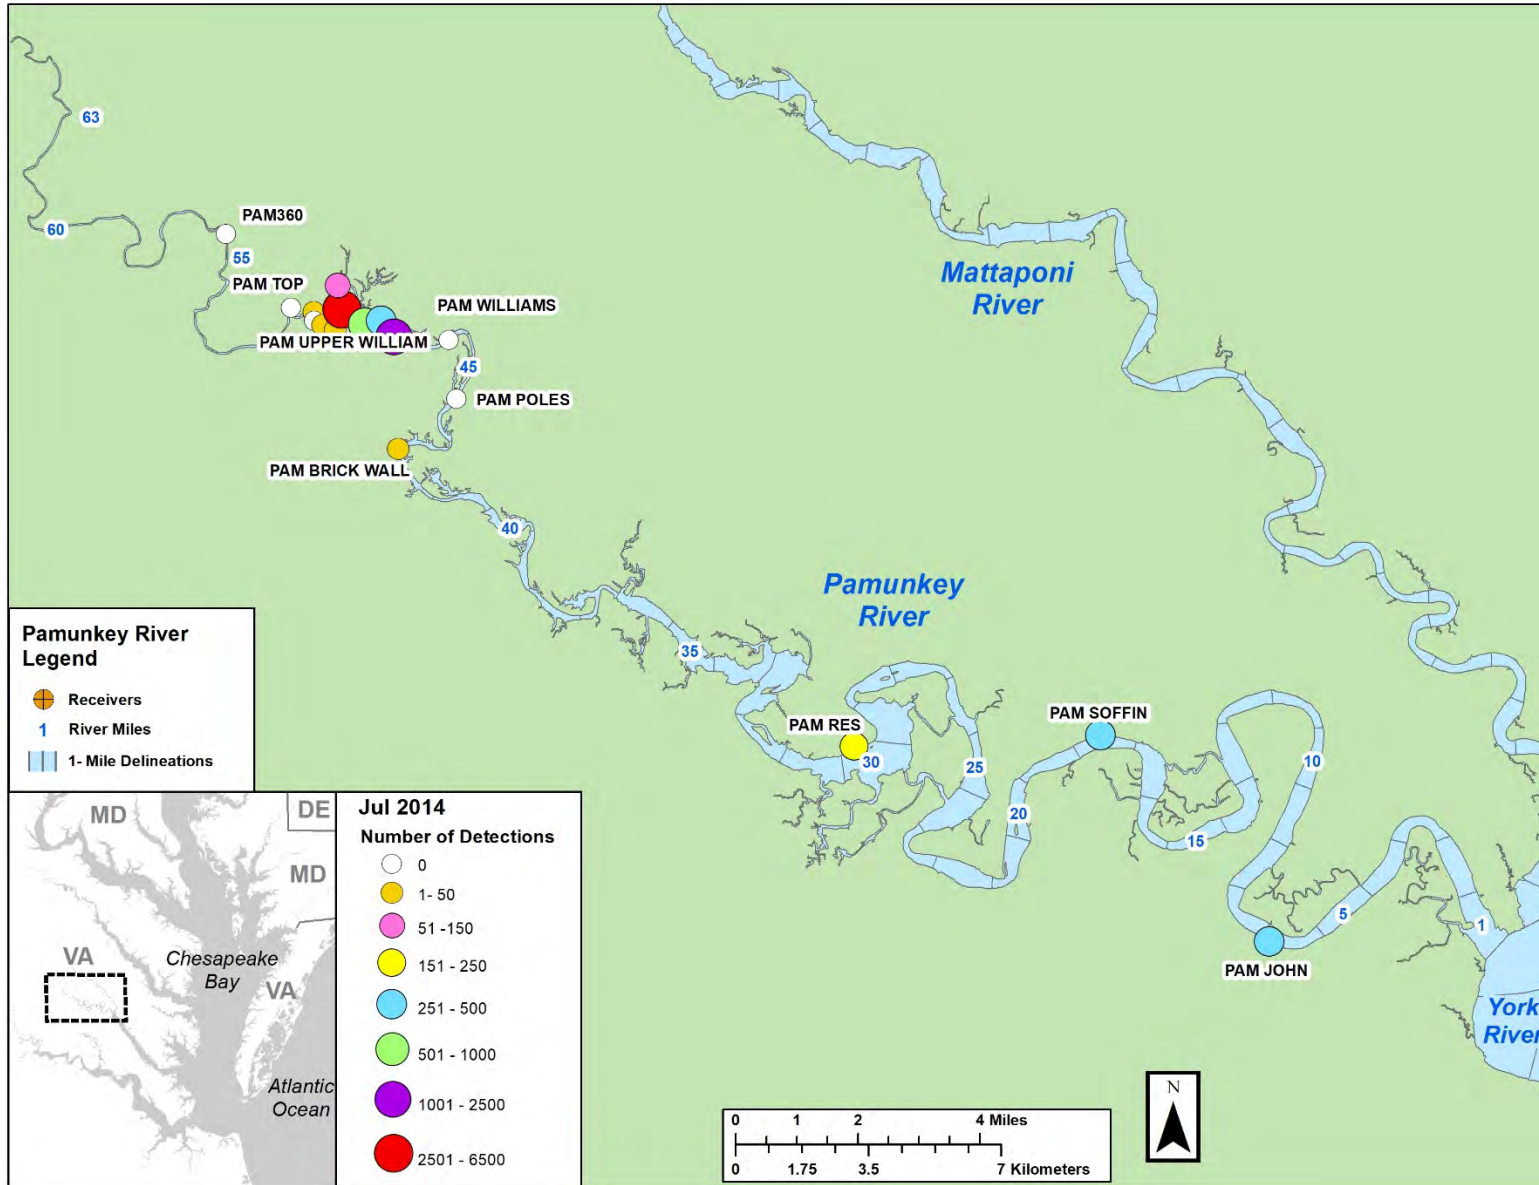 63
60
PAM360
55
PAM TOP
PAM WILLIAMS
PAM UPPER WILLIAM
45
PAM POLES
PAM BRICK WALL
40
Mattaponi
River
Pamunkey
River
35
PAM RES
30
25
PAM SOFFIN
20
15
10
PAM JOHN
5
1
York
River
Pamunkey River
Legend
Receivers
1 River Miles
1- Mile Delineations
MD
DE
MD
VA
Chesapeake
Bay
VA
Atlantic
Ocean
Jul 2014
Number of Detections
0
1- 50
51 -150
151 - 250
251 - 500
501 - 1000
1001 - 2500
2501 - 6500
0 1 2 4 Miles
0 1.75 3.5 7 Kilometers
N